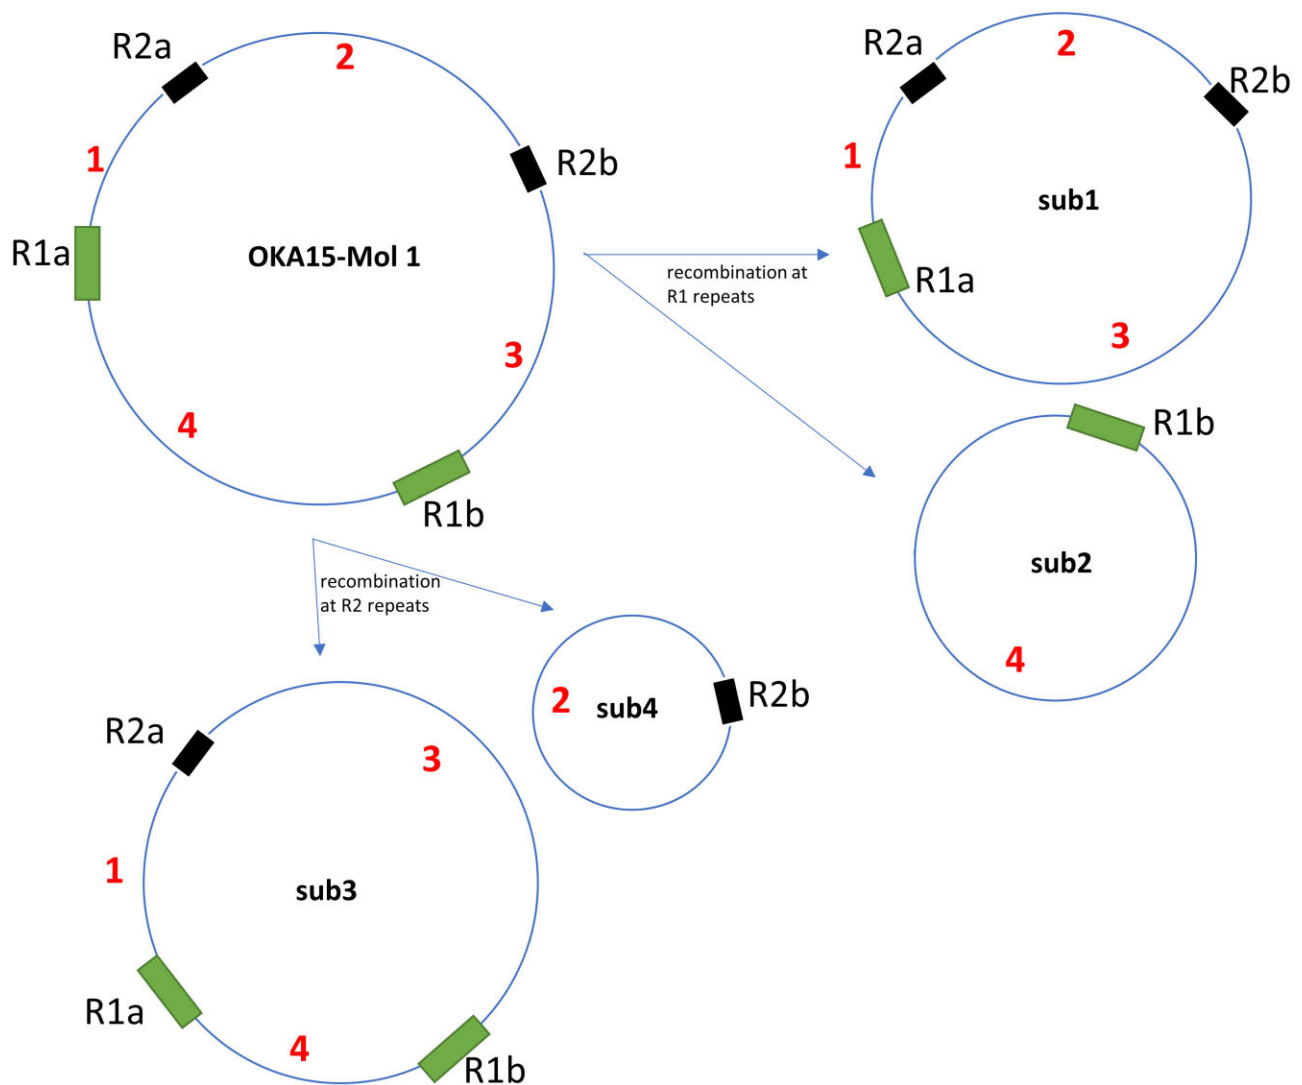 R2a
2
R2b
1
R1a
OKA15-Mol 1
3
4
R1b
recombination at
R1 repeats
R2a
2
R2b
1
sub1
R1a
3
R1b
sub2
4
recombination
at R2 repeats
2
sub4
R2b
R2a
3
1
sub3
R1a
4
R1b